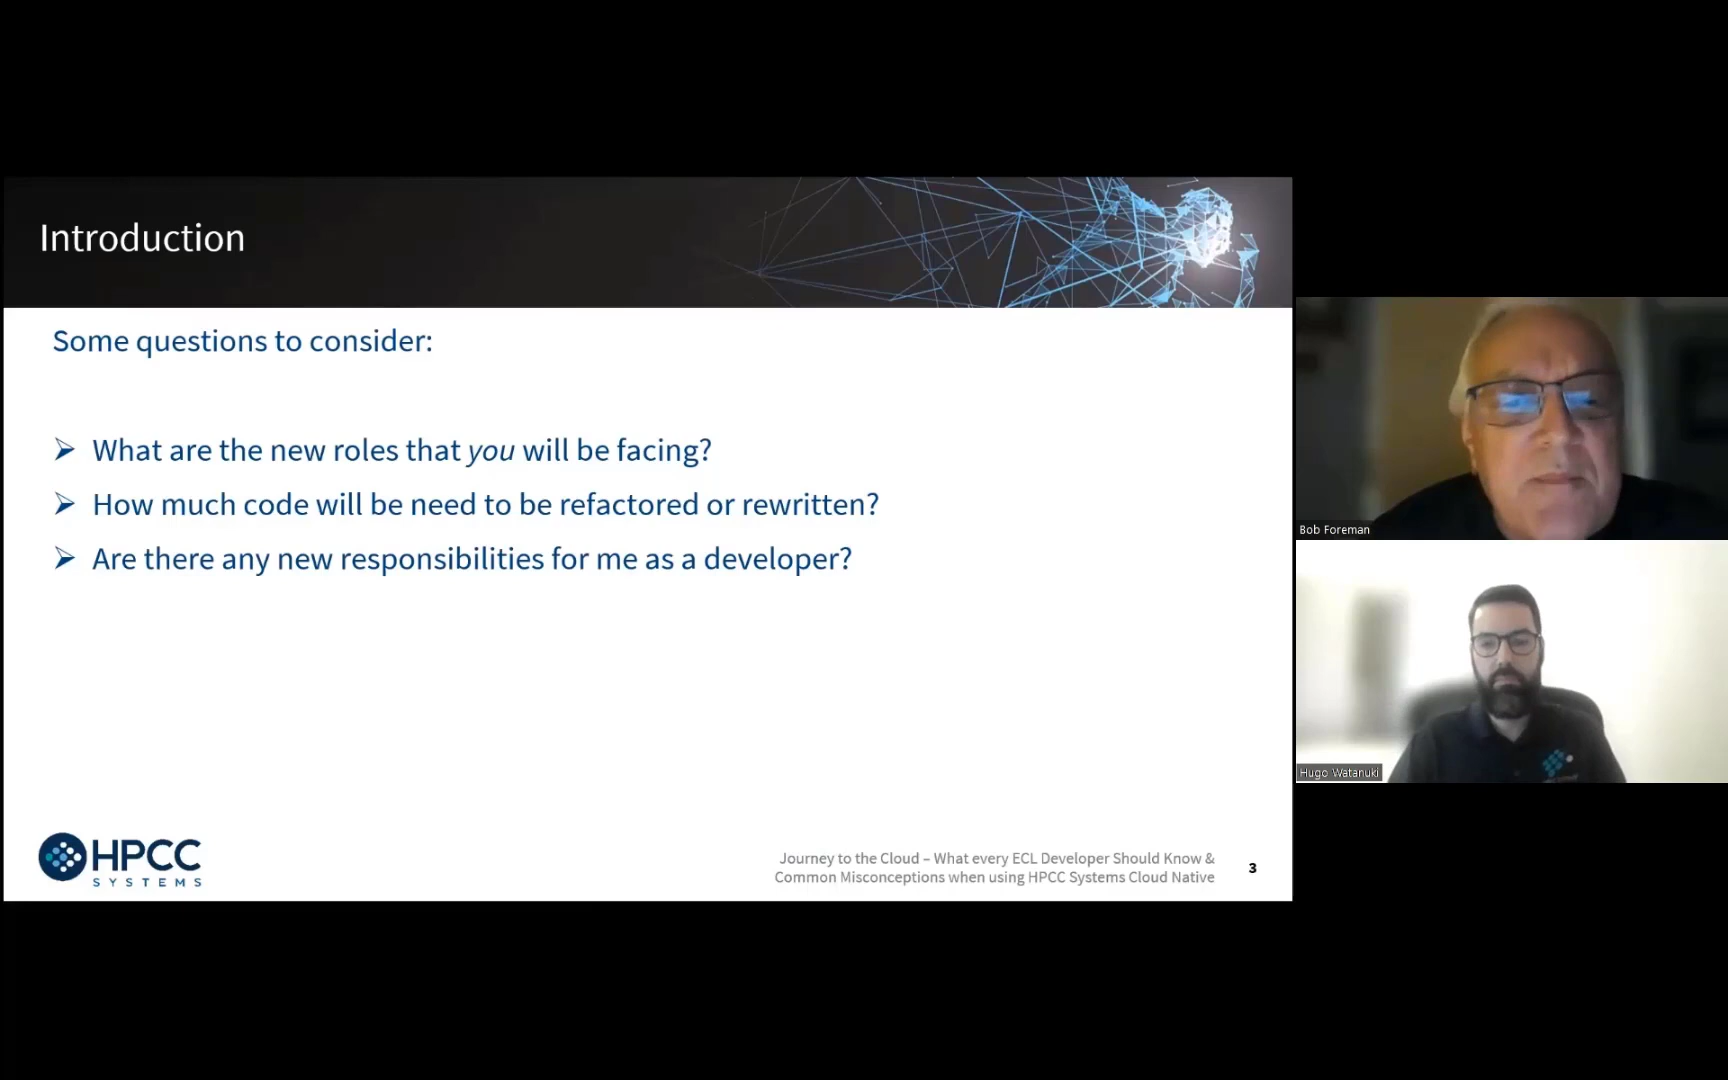 Introduction
Some questions to consider:
What are the new roles that you will be facing?
How much code will be need to be refactored or rewritten?
Are there any new responsibilities for me as a developer?
HPCC
SYSTEMS
Journey to the Cloud – What every ECL Developer Should Know &
Common Misconceptions when using HPCC Systems Cloud Native
3
Bob Foreman
Hugo Watanuki